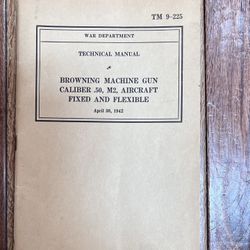 TM 9-225
WAR DEPARTMENT
TECHNICAL MANUAL
BROWNING MACHINE GUN
CALIBER .50, M2, AIRCRAFT
FIXED AND FLEXIBLE
April 30, 1942